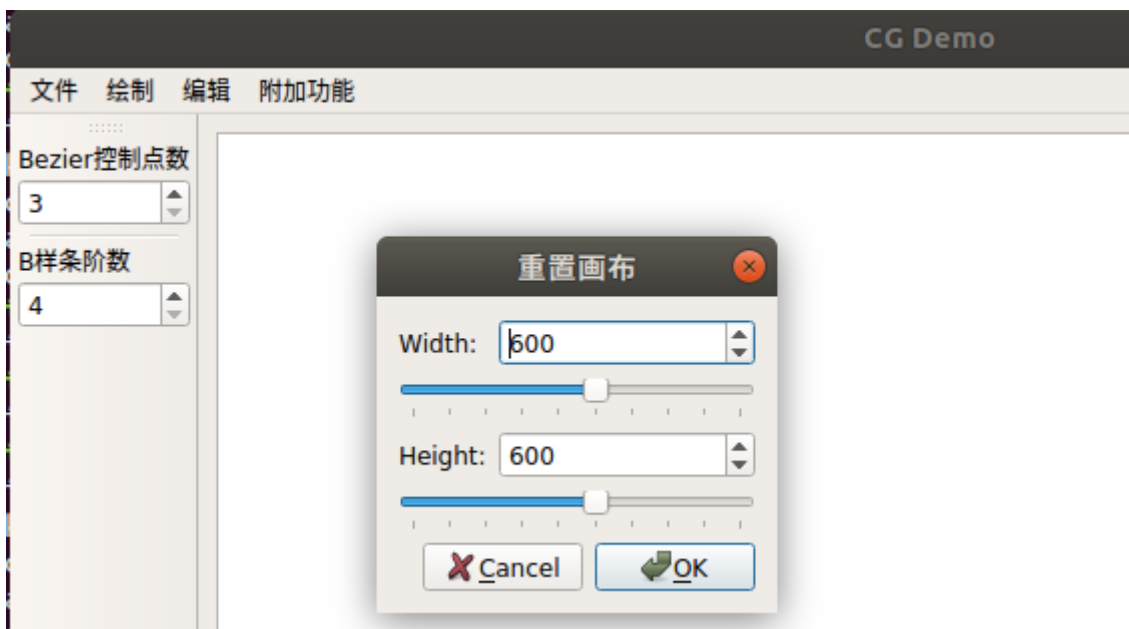 CG Demo
文件 绘制 编辑 附加功能
Bezier控制点数
3
B样条阶数
4
重置画布
Width: 600
Height: 600
Cancel OK